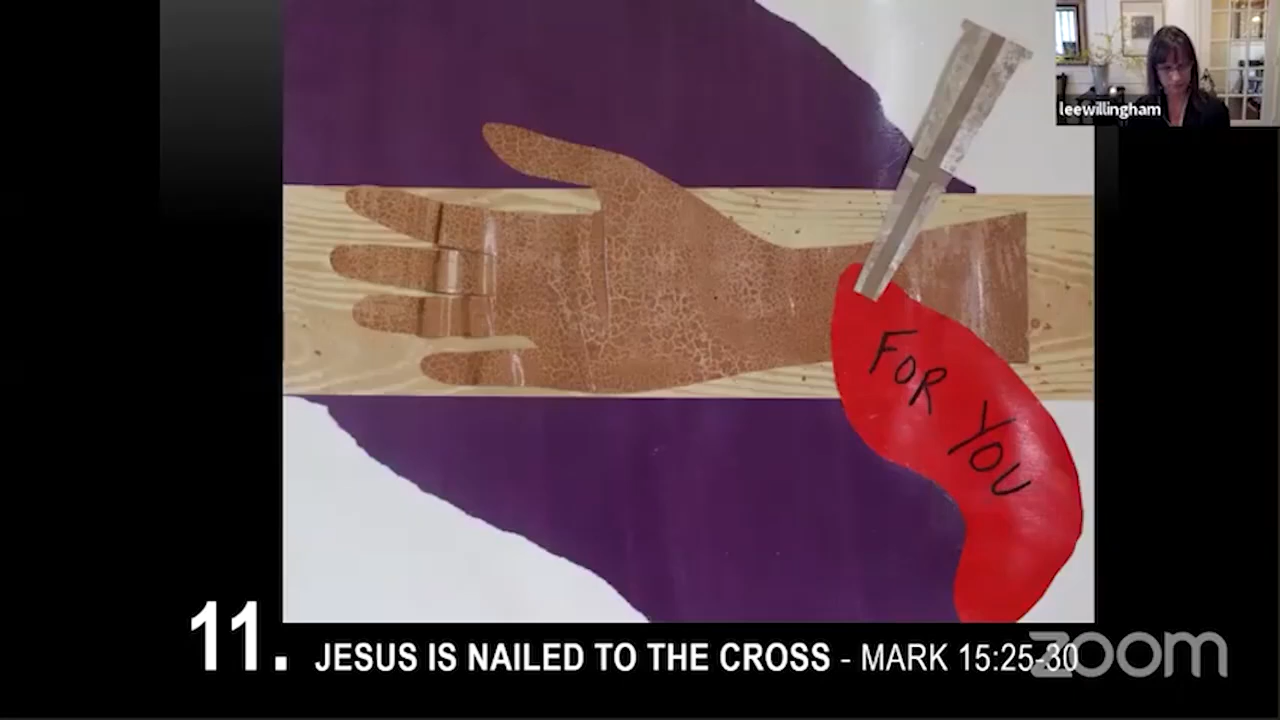 leewillingham
FOR YOU
11. JESUS IS NAILED TO THE CROSS - MARK 15:25-30
zoom